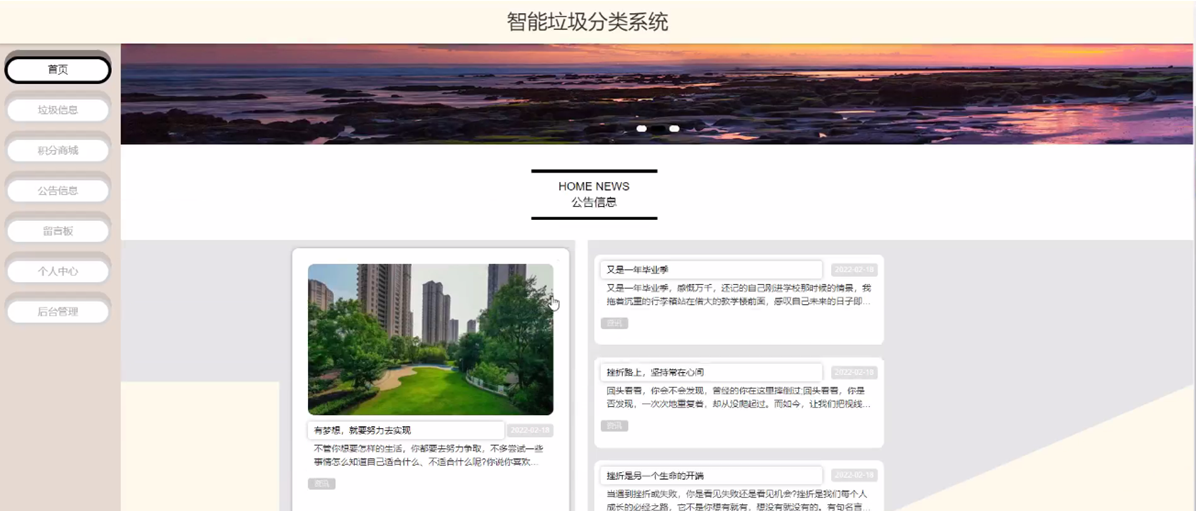 智能垃圾分类系统
首页
垃圾信息
积分商城
公告信息
留言板
个人中心
后台管理
HOME NEWS
公告信息
有梦想，就要努力去实现
2022-02-18
不管你想要怎样的生活，你都要去努力争取，不多尝试一些
事情怎么知道自己适合什么、不适合什么呢?你说你喜欢...
资讯
又是一年毕业季
2022-02-18
又是一年毕业季，感慨万千，还记的自己刚进学校那时候的情景，我
拖着沉重的行李箱站在偌大的教学楼前面，感叹自己未来的日子即...
资讯
挫折路上，坚持常在心间
2022-02-18
回头看看，你会不会发现，曾经的你在这里摔倒过;回头看看，你是
否发现，一次次地重复着，却从没爬起过。而如今，让我们把视线...
资讯
挫折是另一个生命的开端
2022-02-18
当遇到挫折或失败，你是看见失败还是看见机会?挫折是我们每个人
成长的必经之路，它不是你想有就有，想没有就没有的。有句名言...